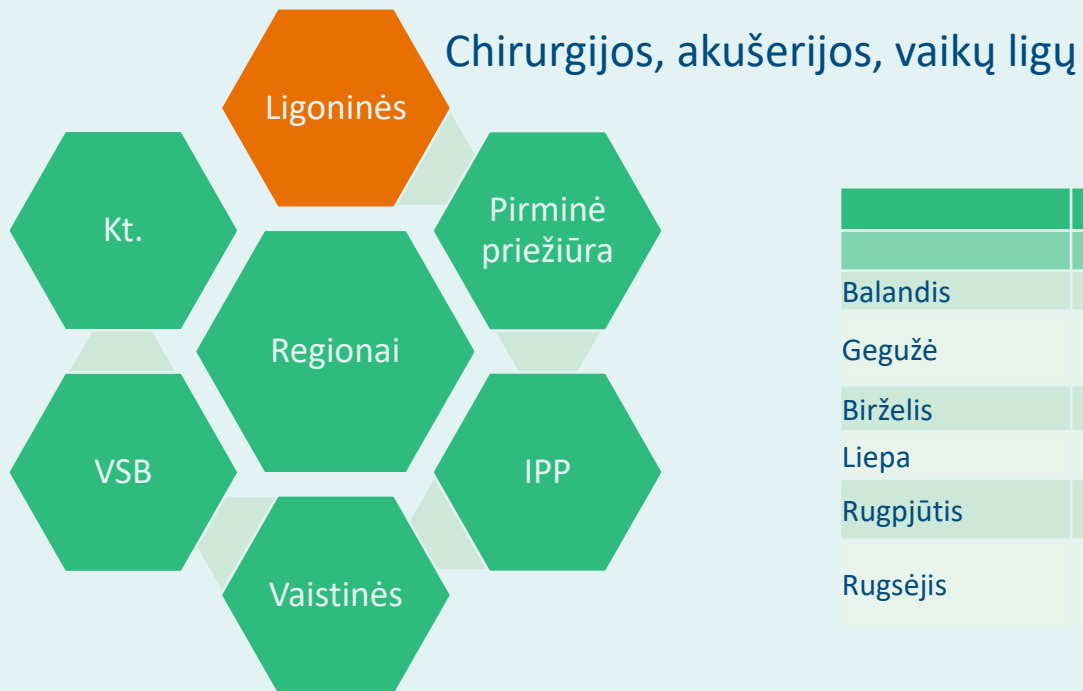 Chirurgijos, akušerijos, vaikų ligų
Ligoninės
Kt.
Pirminė
priežiūra
Regionai
VSB
IPP
Vaistinės
Balandis
Gegužė
Birželis
Liepa
Rugpjūtis
Rugsėjis